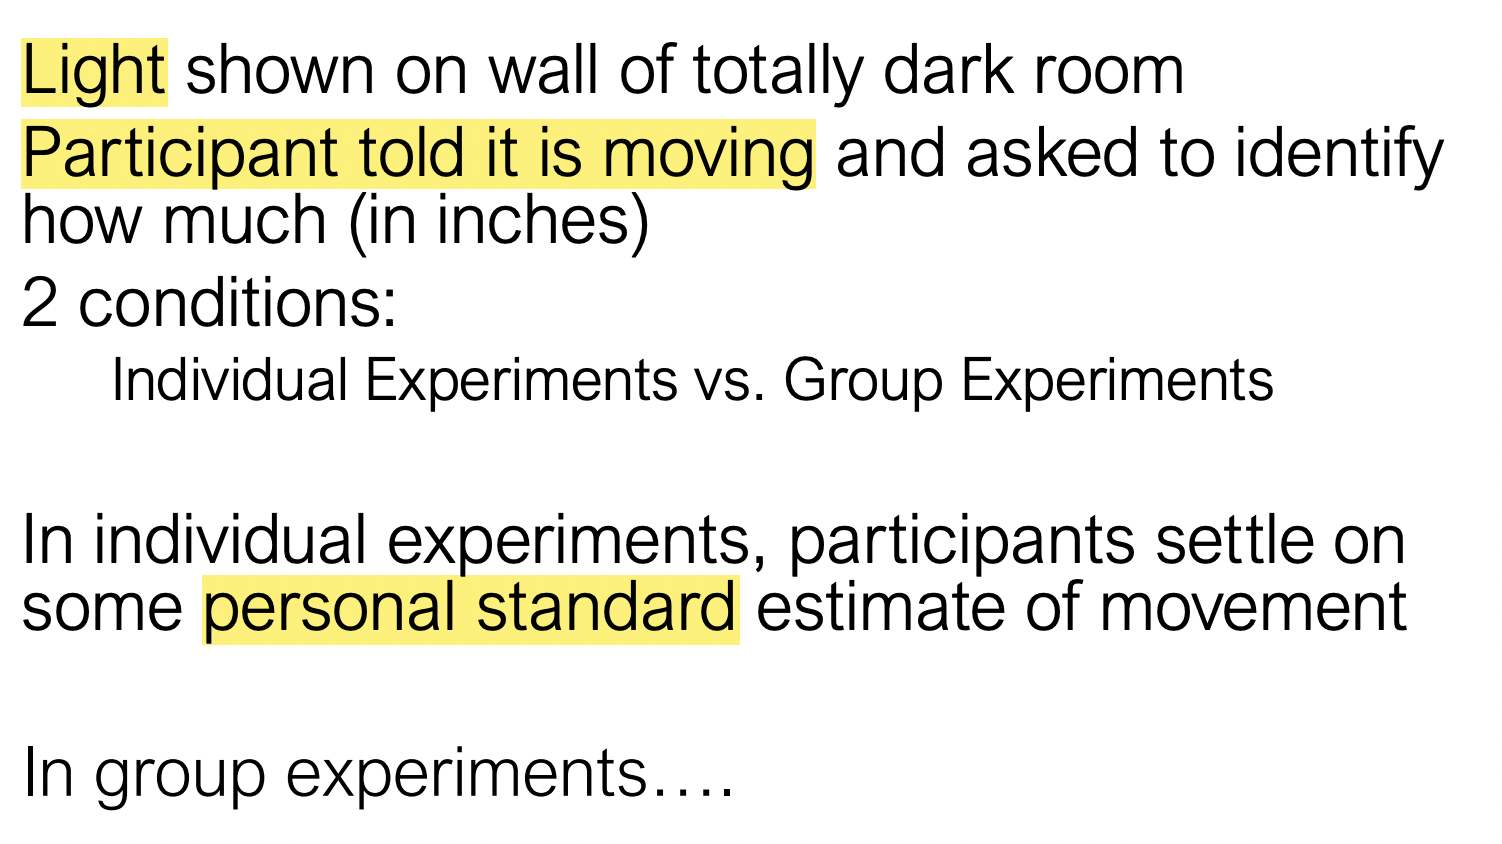 Light shown on wall of totally dark room
Participant told it is moving and asked to identify
how much (in inches)
2 conditions:
Individual Experiments vs. Group Experiments
In individual experiments, participants settle on
some personal standard estimate of movement
In group experiments….